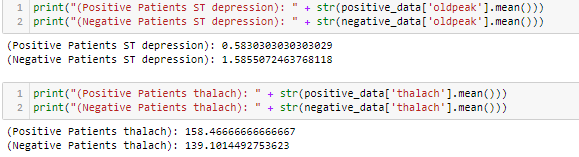 1 print("(Positive Patients ST depression): " + str(positive_data['oldpeak'].mean()))
2 print("(Negative Patients ST depression): " + str(negative_data['oldpeak'].mean()))
(Positive Patients ST depression): 0.5830303030303029
(Negative Patients ST depression): 1.5855072463768118
1 print("(Positive Patients thalach): " + str(positive_data['thalach'].mean()))
2 print("(Negative Patients thalach): " + str(negative_data['thalach'].mean()))
(Positive Patients thalach): 158.46666666666667
(Negative Patients thalach): 139.1014492753623